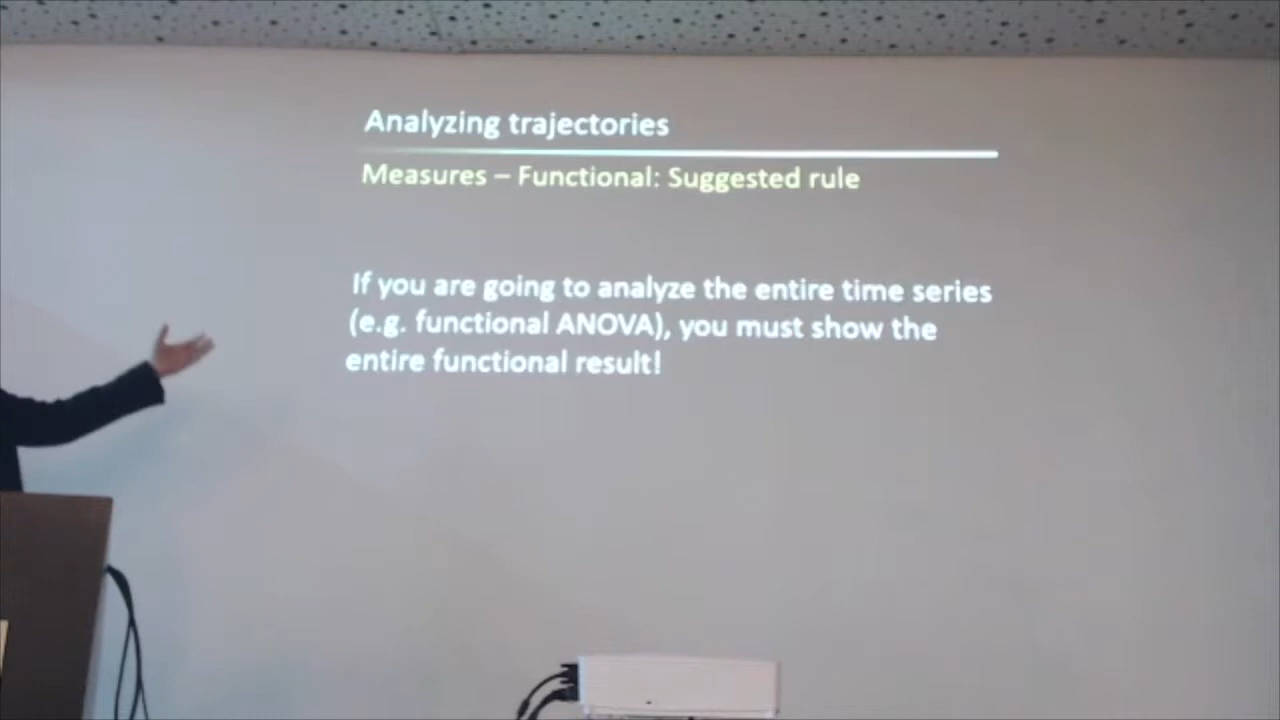 Analyzing trajectories
Measures – Functional: Suggested rule
If you are going to analyze the entire time series
(e.g. functional ANOVA), you must show the
entire functional result!